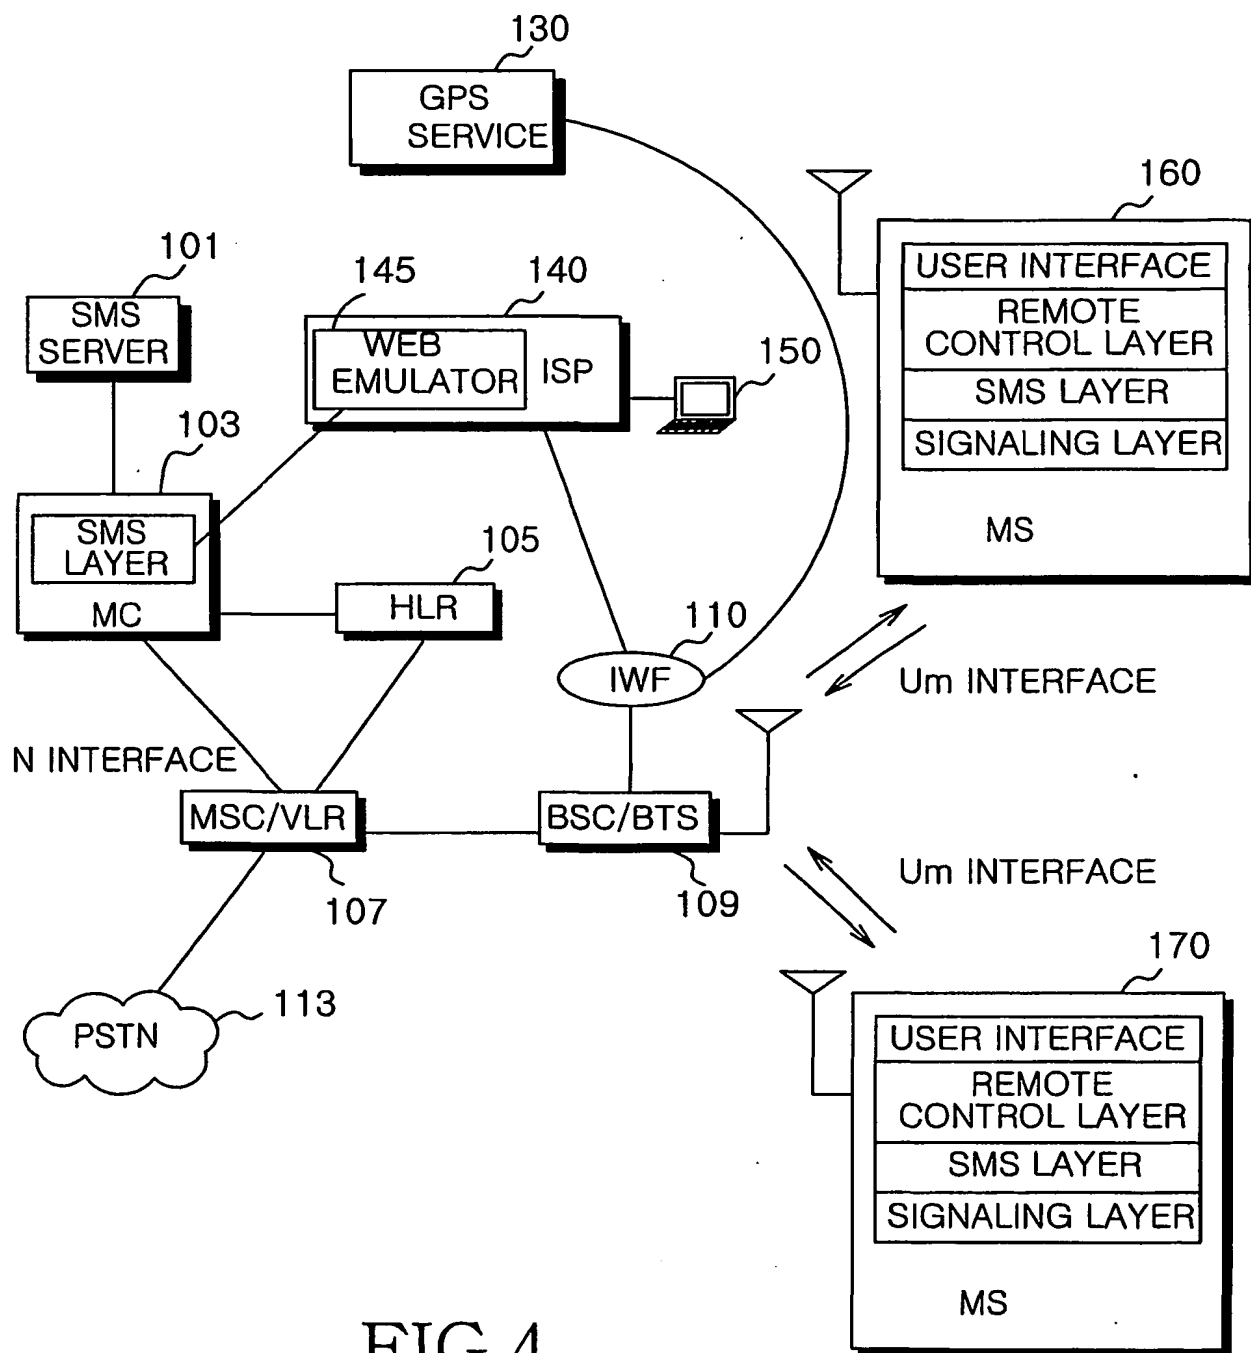 130
GPS
SERVICE
160
USER INTERFACE
REMOTE
CONTROL LAYER
SMS LAYER
SIGNALING LAYER
MS
101
SMS
SERVER
145
140
WEB
EMULATOR
ISP
150
103
SMS
LAYER
MC
105
HLR
110
IWF
Um INTERFACE
N INTERFACE
MSC/VLR
107
BSC/BTS
109
Um INTERFACE
113
PSTN
170
USER INTERFACE
REMOTE
CONTROL LAYER
SMS LAYER
SIGNALING LAYER
MS
FIG.4